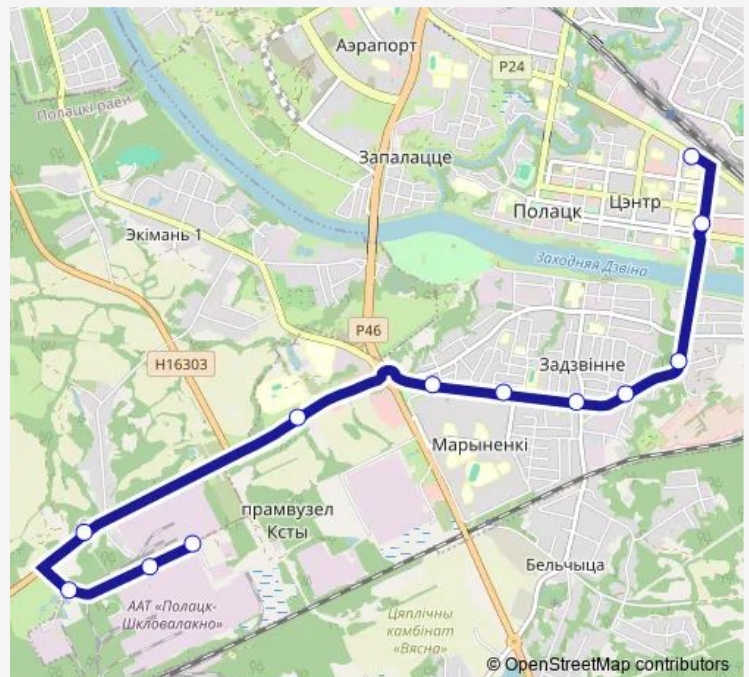 Аэрапорт
Р24
Полацкі раён
Запалацце
Цэнтр
Полацк
Экімань 1
Заходняя Дзвіна
Р46
Н16303
Задзвінне
Марыненкі
прамвузел
Ксты
Бельчыца
ААТ «Полацк-
Шкловалакно»
Цяплічны
камбінат
«Вясна»
© OpenStreetMap contributors